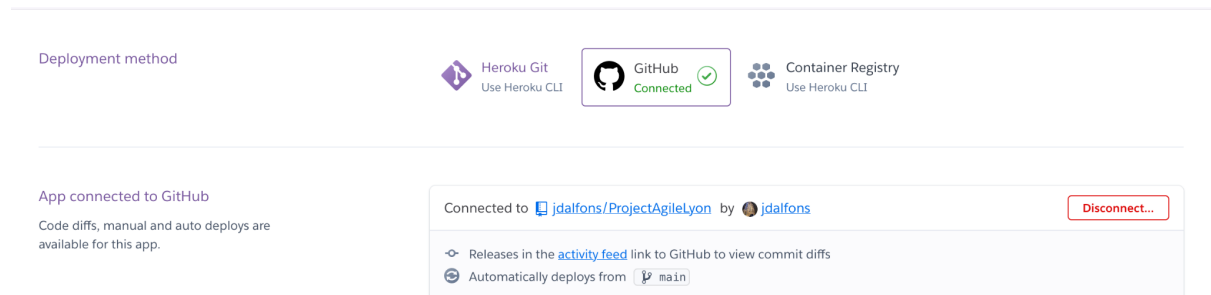 Deployment method
Heroku Git
Use Heroku CLI
GitHub
Connected
Container Registry
Use Heroku CLI
App connected to GitHub
Code diffs, manual and auto deploys are
available for this app.
Connected to jdalfons/ProjectAgileLyon by jdalfons
Disconnect...
Releases in the activity feed link to GitHub to view commit diffs
Automatically deploys from main